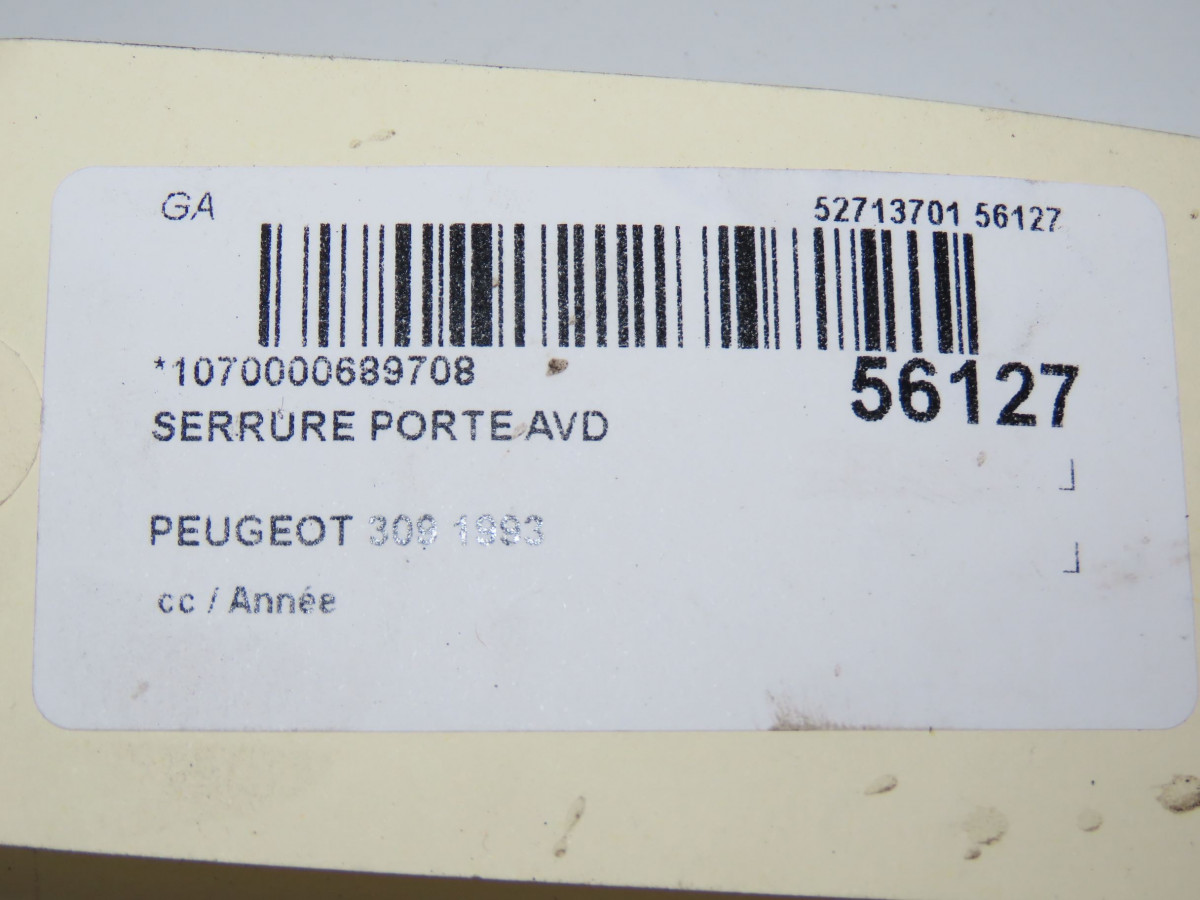 GA
52713701 56127
*1070000689708
56127
SERRURE PORTE AVD
PEUGEOT 309 1993
cc / Année